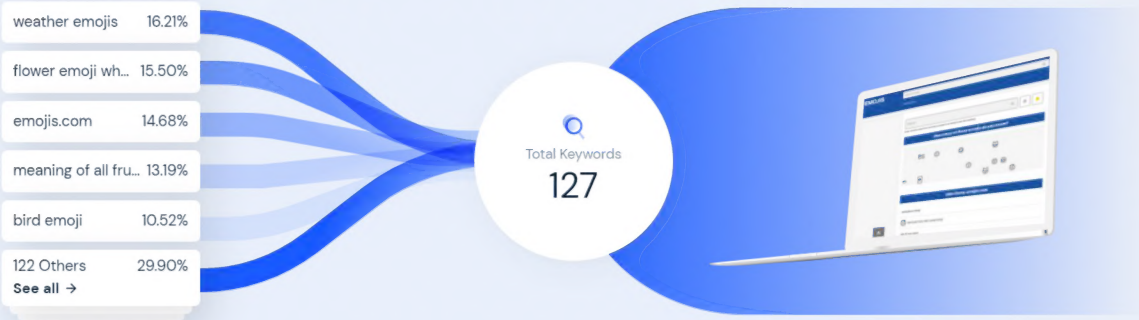 weather emojis 16.21%
flower emoji wh... 15.50%
emojis.com 14.68%
meaning of all fru... 13.19%
bird emoji 10.52%
122 Others 29.90%
See all →
Total Keywords
127